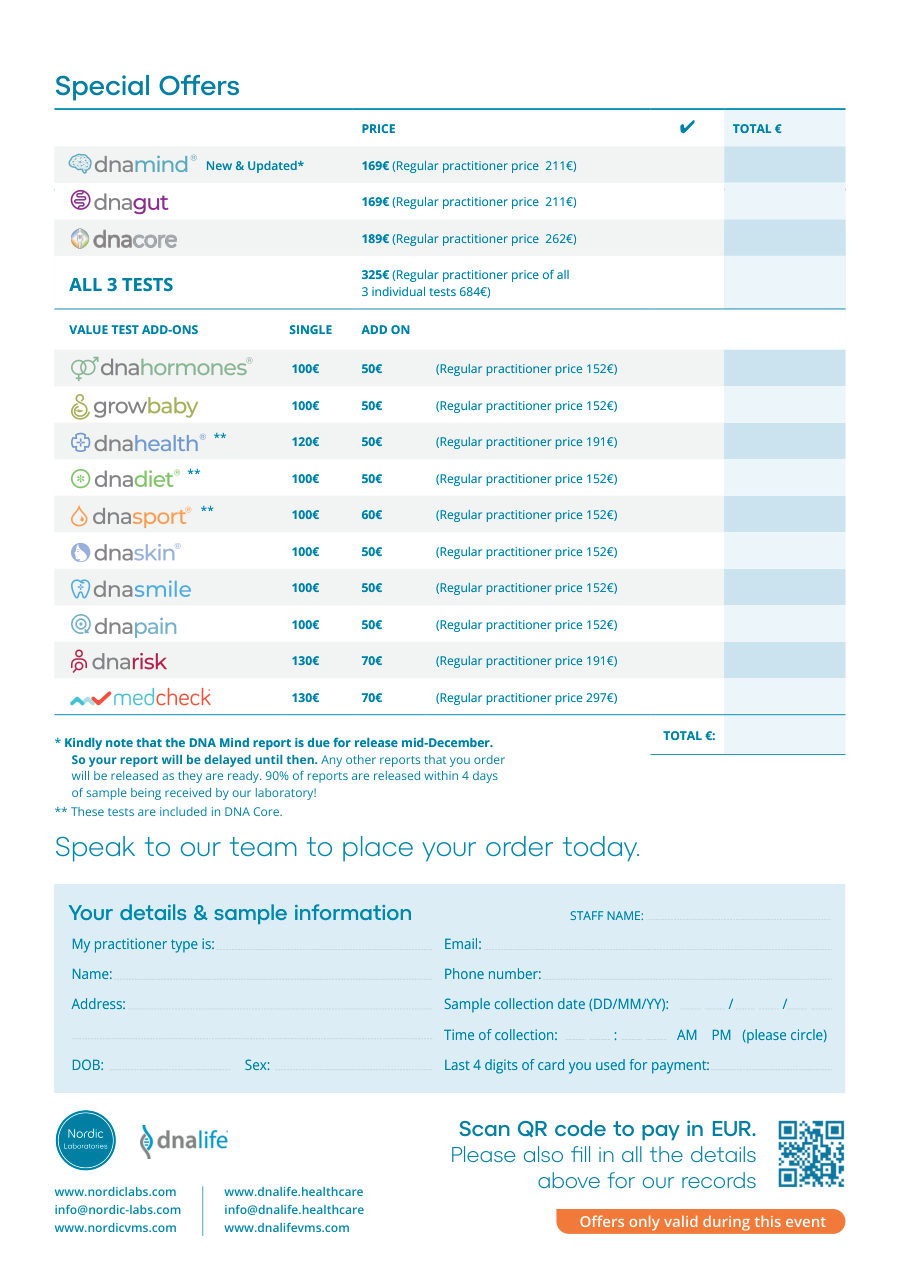 Special Offers
PRICE ✔ TOTAL €
dnamind® New & Updated* 169€ (Regular practitioner price 211€)
dnagut 169€ (Regular practitioner price 211€)
dnacore 189€ (Regular practitioner price 262€)
ALL 3 TESTS 325€ (Regular practitioner price of all
3 individual tests 684€)
VALUE TEST ADD-ONS SINGLE ADD ON
dnahormones® 100€ 50€ (Regular practitioner price 152€)
growbaby 100€ 50€ (Regular practitioner price 152€)
dnahealth® ** 120€ 50€ (Regular practitioner price 191€)
dnadiet® ** 100€ 50€ (Regular practitioner price 152€)
dnasport® ** 100€ 60€ (Regular practitioner price 152€)
dnaskin® 100€ 50€ (Regular practitioner price 152€)
dnasmile 100€ 50€ (Regular practitioner price 152€)
dnapain 100€ 50€ (Regular practitioner price 152€)
dnarisk 130€ 70€ (Regular practitioner price 191€)
medcheck 130€ 70€ (Regular practitioner price 297€)
TOTAL €:
* Kindly note that the DNA Mind report is due for release mid-December.
So your report will be delayed until then. Any other reports that you order
will be released as they are ready. 90% of reports are released within 4 days
of sample being received by our laboratory!
** These tests are included in DNA Core.
Speak to our team to place your order today.
Your details & sample information
STAFF NAME:
My practitioner type is:
Email:
Name:
Phone number:
Address:
Sample collection date (DD/MM/YY): / /
Time of collection: : AM PM (please circle)
DOB: Sex:
Last 4 digits of card you used for payment:
Nordic
Laboratories
dnalife®
Scan QR code to pay in EUR.
Please also fill in all the details
above for our records
www.nordiclabs.com
info@nordic-labs.com
www.nordicvms.com
www.dnalife.healthcare
info@dnalife.healthcare
www.dnalifevms.com
Offers only valid during this event